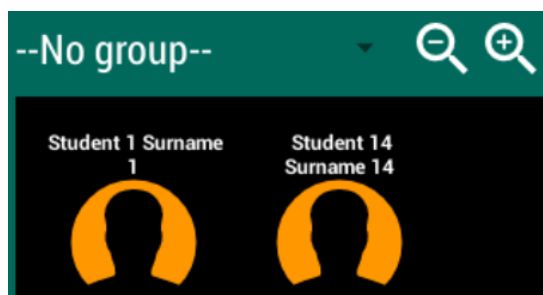 --No group--
Student 1 Surname
1
Student 14
Surname 14